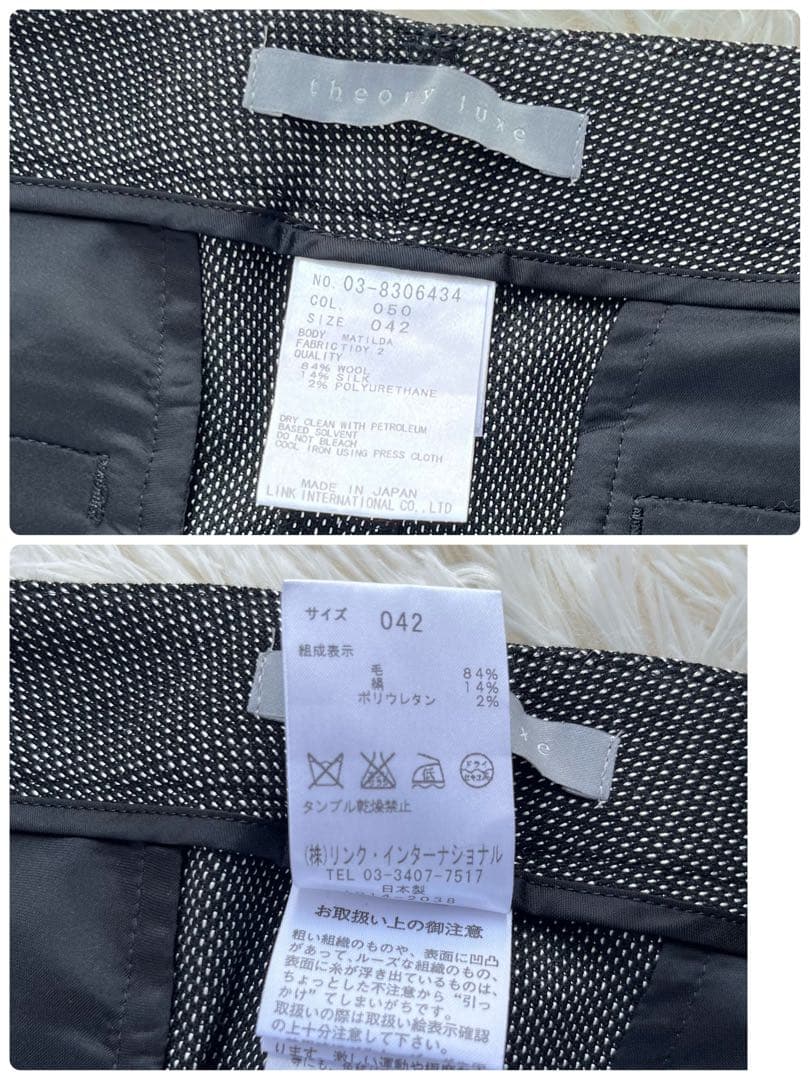 theory luxe
NO. 03-8306434
COL. 050
SIZE 042
BODY MATILDA
FABRIC TIDY 2
QUALITY
84% WOOL
14% SILK
2% POLYURETHANE
DRY CLEAN WITH PETROLEUM
BASED SOLVENT
DO NOT BLEACH
COOL IRON USING PRESS CLOTH
MADE IN JAPAN
LINK INTERNATIONAL CO.,LTD
サイズ 042
組成表示
毛 84%
絹 14%
ポリウレタン 2%
xe
低
ドライ
タンブル乾燥禁止
(株)リンク・インターナショナル
TEL 03-3407-7517
日本製
2038
お取扱い上の御注意
粗い組織のものや、表面に凹凸
があって、ルーズな組織のもの、
表面に糸が浮き出ているものは、
ちょっとした不注意から“引っ
かけ”てしまいがちです。
取扱いの際は取扱い絵表示確認
の上十分注意して下さい。